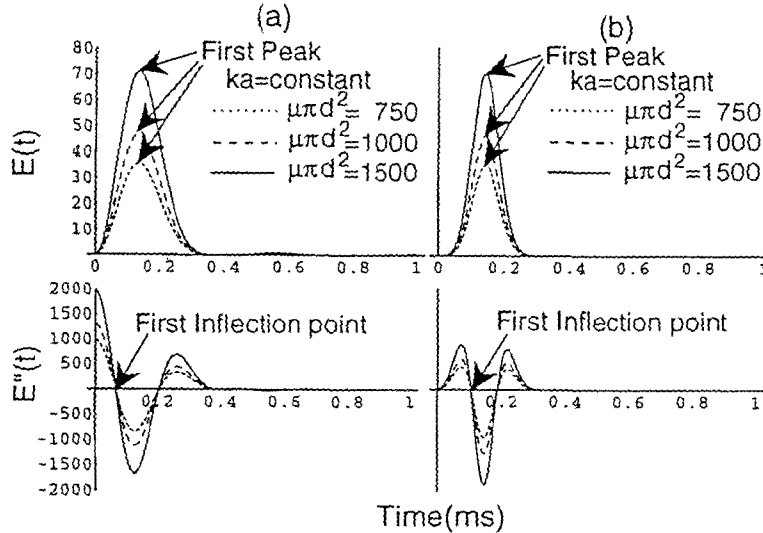 (a)
(b)
E(t)
80
70
60
50
40
30
20
10
First Peak
ka=constant
μπd²= 750
μπd²=1000
μπd²=1500
0 0.2 0.4 0.6 0.8 1
First Peak
ka=constant
μπd²= 750
μπd²=1000
μπd²=1500
0 0.2 0.4 0.6 0.8 1
E"(t)
2000
1500
1000
500
-500
-1000
-1500
-2000
First Inflection point
0.2 0.4 0.6 0.8 1
First Inflection point
0.2 0.4 0.6 0.8 1
Time(ms)